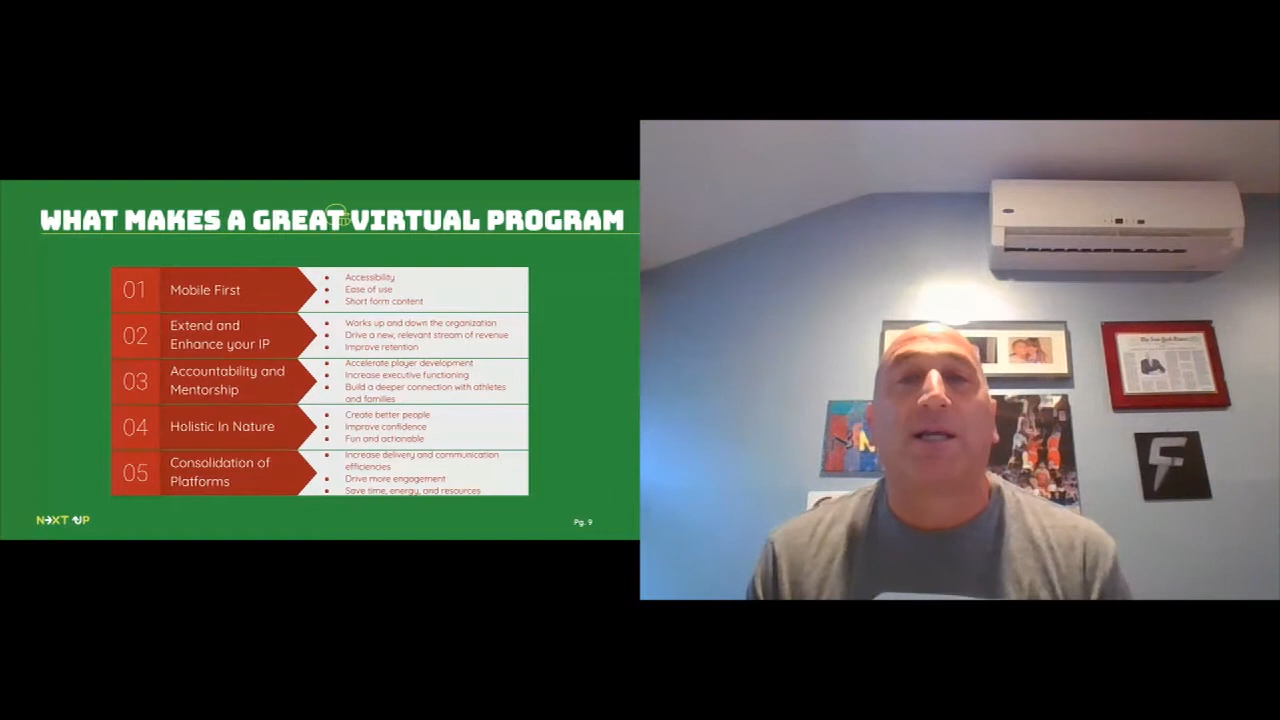 WHAT MAKES A GREAT VIRTUAL PROGRAM
01
Mobile First
Accessibility
Ease of use
Short form content
02
Extend and
Enhance your IP
Works up and down the organization
Drive a new, relevant stream of revenue
Improve retention
03
Accountability and
Mentorship
Accelerate player development
Increase executive functioning
Build a deeper connection with athletes
and families
04
Holistic In Nature
Create better people
Improve confidence
Fun and actionable
05
Consolidation of
Platforms
Increase delivery and communication
efficiencies
Drive more engagement
Save time, energy, and resources
NEXT UP
Pg. 9
The New York Times